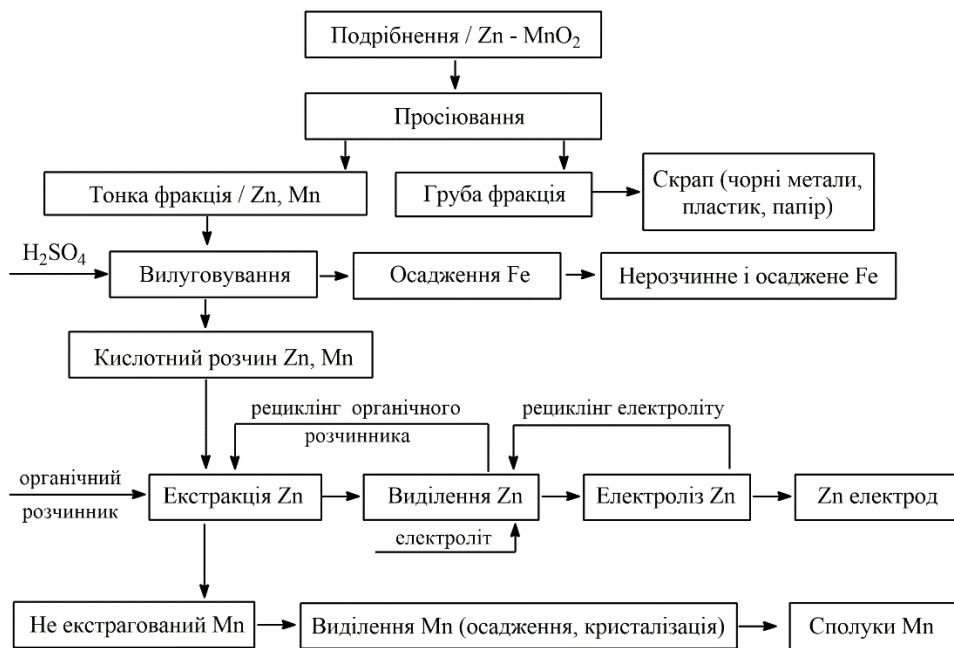 Подрібнення / Zn - MnO₂
Просіювання
Тонка фракція / Zn, Mn
Груба фракція
Скрап (чорні метали,
пластик, папір)
H₂SO₄
Вилуговування
Осадження Fe
Нерозчинне і осаджене Fe
Кислотний розчин Zn, Mn
рециклінг органічного
розчинника
рециклінг електроліту
органічний
розчинник
Екстракція Zn
Виділення Zn
Електроліз Zn
Zn електрод
електроліт
Не екстрагований Mn
Виділення Mn (осадження, кристалізація)
Сполуки Mn